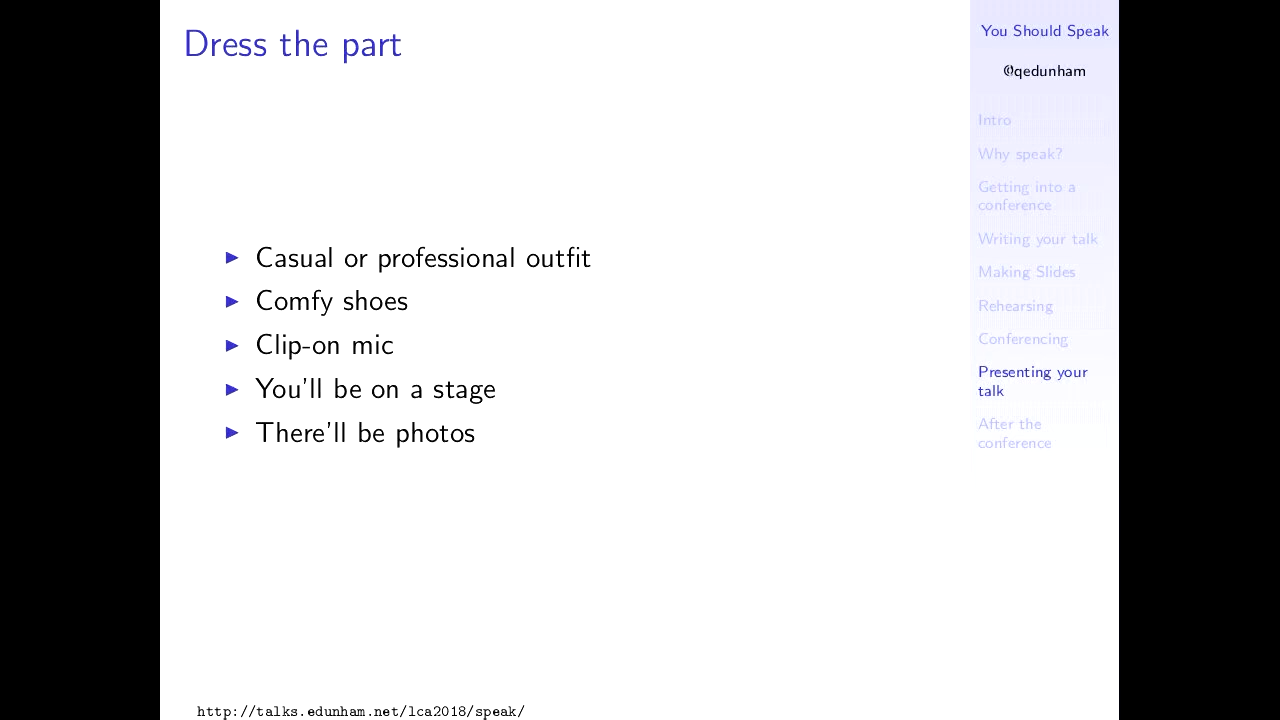 Dress the part
Casual or professional outfit
Comfy shoes
Clip-on mic
You'll be on a stage
There'll be photos
http://talks.edunham.net/lca2018/speak/
You Should Speak
@qedunham
Intro
Why speak?
Getting into a
conference
Writing your talk
Making Slides
Rehearsing
Conferencing
Presenting your
talk
After the
conference